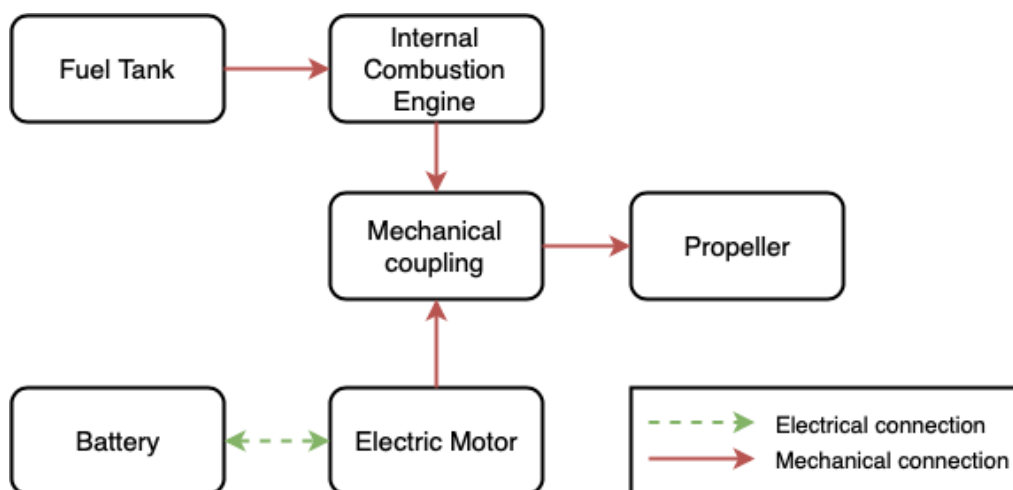 Fuel Tank
Internal
Combustion
Engine
Mechanical
coupling
Propeller
Battery
Electric Motor
Electrical connection
Mechanical connection